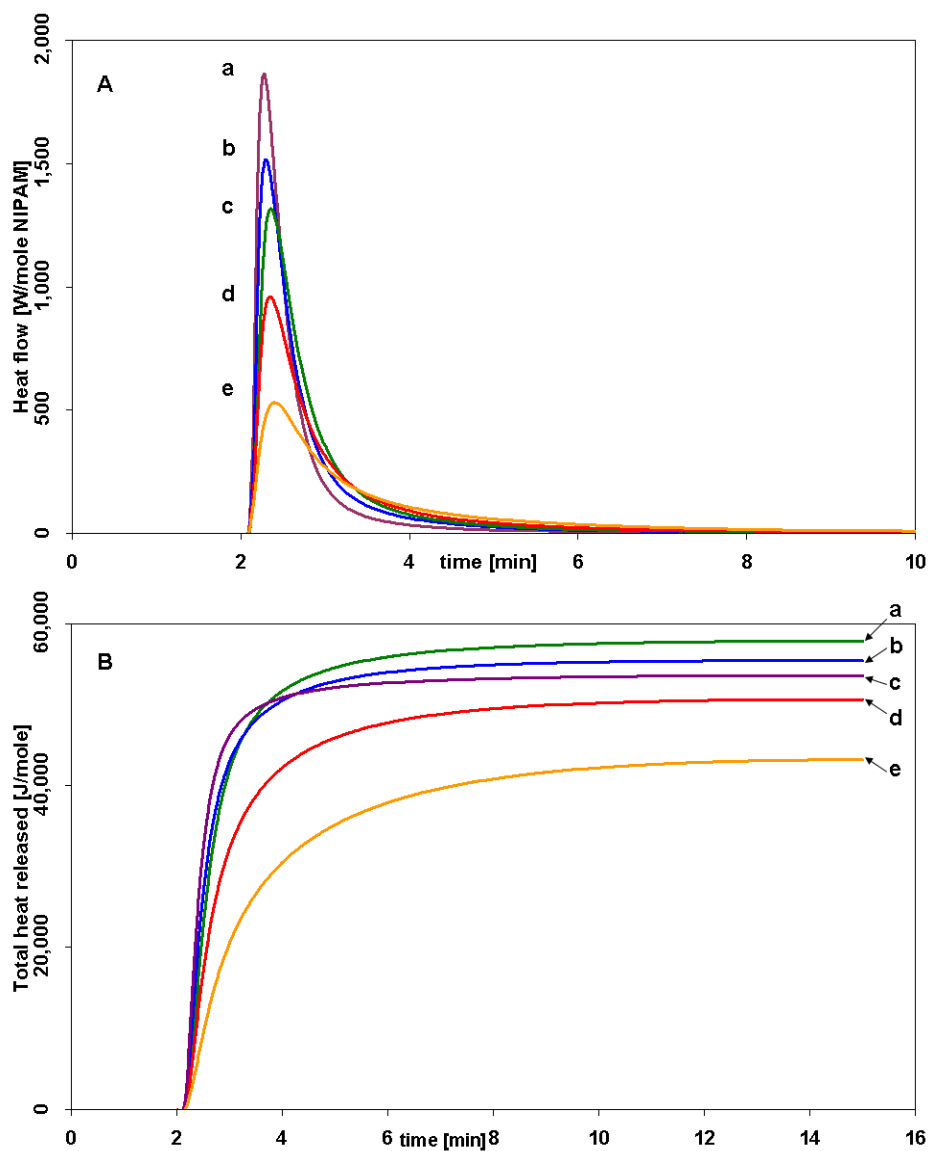 A
a
b
c
d
e
Heat flow [W/mole NIPAM]
2,000
1,500
1,000
500
0
0 2 4 6 8 10
time [min]
B
a
b
c
d
e
Total heat released [J/mole]
60,000
40,000
20,000
0
0 2 4 6 8 10 12 14 16
time [min]